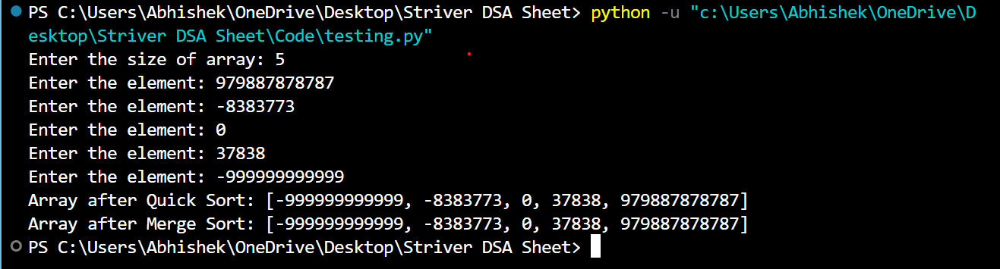 PS C:\Users\Abhishek\OneDrive\Desktop\Striver DSA Sheet> python -u "c:\Users\Abhishek\OneDrive\D
esktop\Striver DSA Sheet\Code\testing.py"
Enter the size of array: 5
Enter the element: 979887878787
Enter the element: -8383773
Enter the element: 0
Enter the element: 37838
Enter the element: -999999999999
Array after Quick Sort: [-999999999999, -8383773, 0, 37838, 979887878787]
Array after Merge Sort: [-999999999999, -8383773, 0, 37838, 979887878787]
PS C:\Users\Abhishek\OneDrive\Desktop\Striver DSA Sheet>